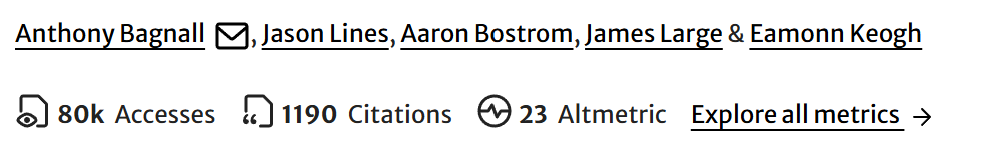 Anthony Bagnall, Jason Lines, Aaron Bostrom, James Large & Eamonn Keogh
80k Accesses 1190 Citations 23 Altmetric Explore all metrics →